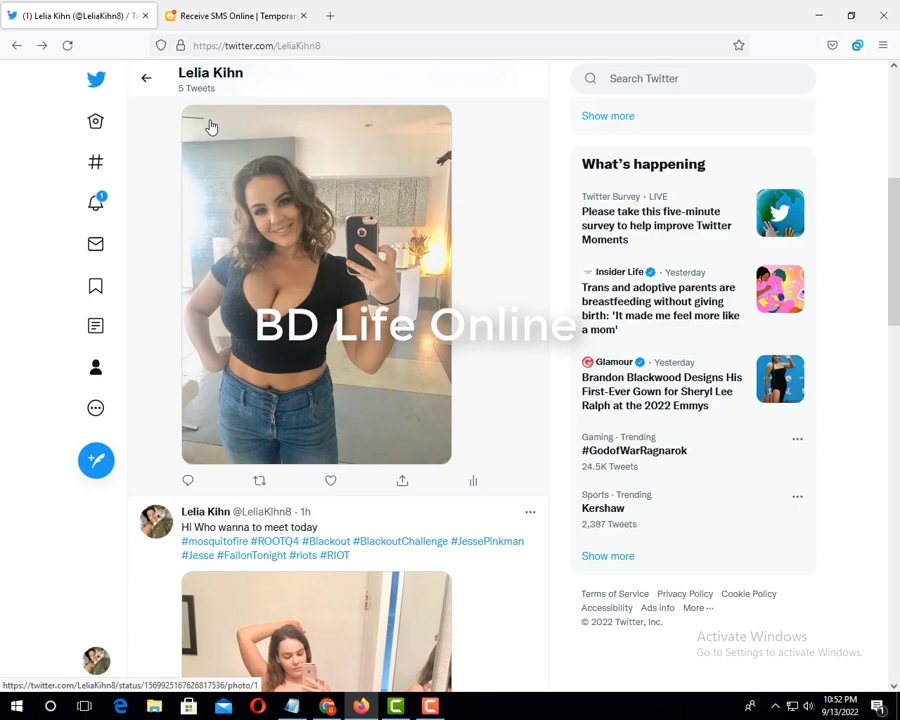 (1) Lelia Kihn (@LeliaKihn8) / Tw
Receive SMS Online | Temporar
https://twitter.com/LeliaKihn8
Lelia Kihn
5 Tweets
Search Twitter
Show more
What's happening
Twitter Survey · LIVE
Please take this five-minute
survey to help improve Twitter
Moments
Insider Life · Yesterday
Trans and adoptive parents are
breastfeeding without giving
birth: 'It made me feel more like
a mom'
Glamour · Yesterday
Brandon Blackwood Designs His
First-Ever Gown for Sheryl Lee
Ralph at the 2022 Emmys
Gaming · Trending
#GodofWarRagnarok
24.5K Tweets
Sports · Trending
Kershaw
2,387 Tweets
Show more
Terms of Service Privacy Policy Cookie Policy
Accessibility Ads info More ···
© 2022 Twitter, Inc.
BD Life Online
1
Lelia Kihn @LeliaKihn8 · 1h
Hi Who wanna to meet today
#mosquitofire #ROOTQ4 #Blackout #BlackoutChallenge #JessePinkman
#Jesse #FallonTonight #riots #RIOT
Activate Windows
Go to Settings to activate Windows.
https://twitter.com/LeliaKihn8/status/1569925167626817536/photo/1
10:52 PM
9/13/2022
1